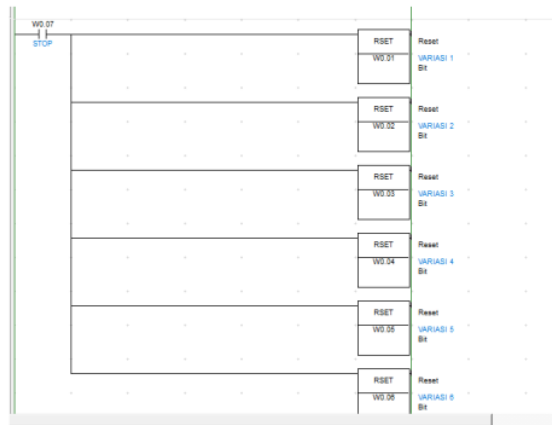 W0.07
STOP
RSET Reset
W0.01 VARIASI 1
Bit
RSET Reset
W0.02 VARIASI 2
Bit
RSET Reset
W0.03 VARIASI 3
Bit
RSET Reset
W0.04 VARIASI 4
Bit
RSET Reset
W0.05 VARIASI 5
Bit
RSET Reset
W0.06 VARIASI 6
Bit